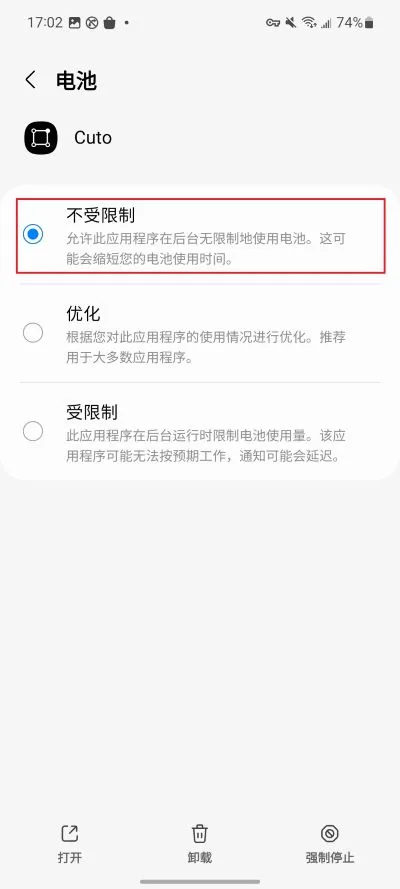 17:02
74%
电池
Cuto
不受限制
允许此应用程序在后台无限制地使用电池。这可
能会缩短您的电池使用时间。
优化
根据您对此应用程序的使用情况进行优化。推荐
用于大多数应用程序。
受限制
此应用程序在后台运行时限制电池使用量。该应
用程序可能无法按预期工作，通知可能会延迟。
打开
卸载
强制停止